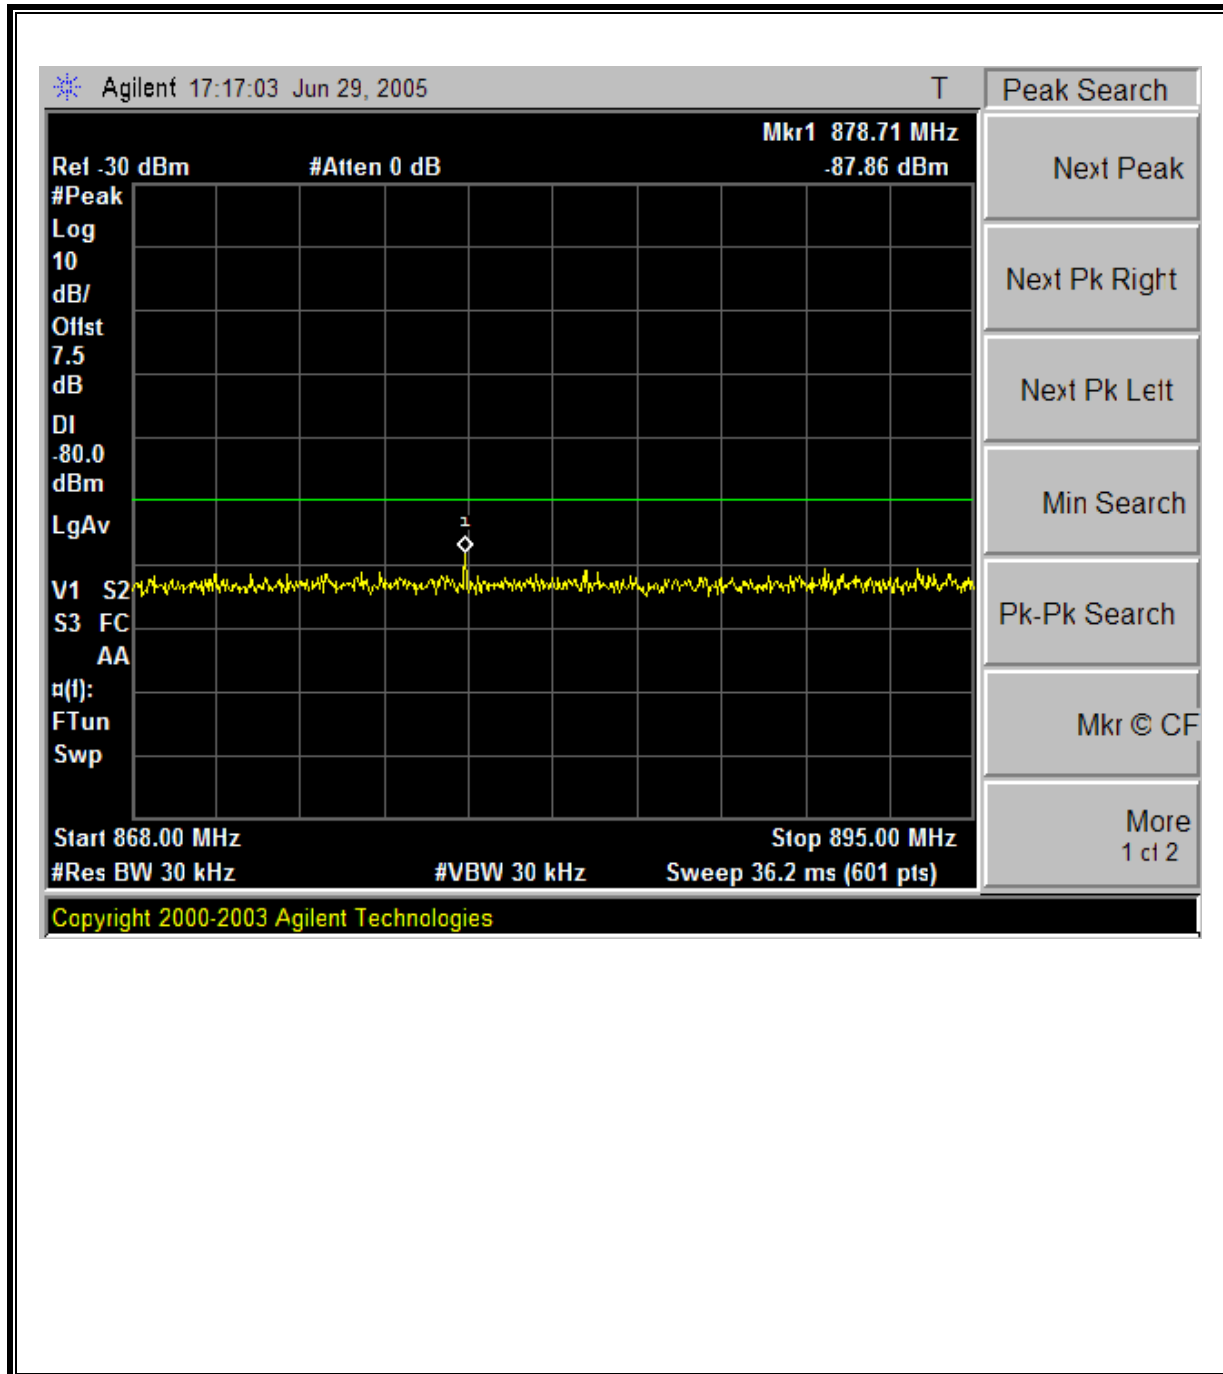 Agilent 17:17:03 Jun 29, 2005 T
Peak Search
Mkr1 878.71 MHz
Ref -30 dBm #Atten 0 dB -87.86 dBm
#Peak
Log
10
dB/
Offst
7.5
dB
DI
-80.0
dBm
LgAv
1
V1 S2
S3 FC
AA
¤(f):
FTun
Swp
Start 868.00 MHz Stop 895.00 MHz
#Res BW 30 kHz #VBW 30 kHz Sweep 36.2 ms (601 pts)
Copyright 2000-2003 Agilent Technologies
Next Peak
Next Pk Right
Next Pk Left
Min Search
Pk-Pk Search
Mkr © CF
More
1 of 2